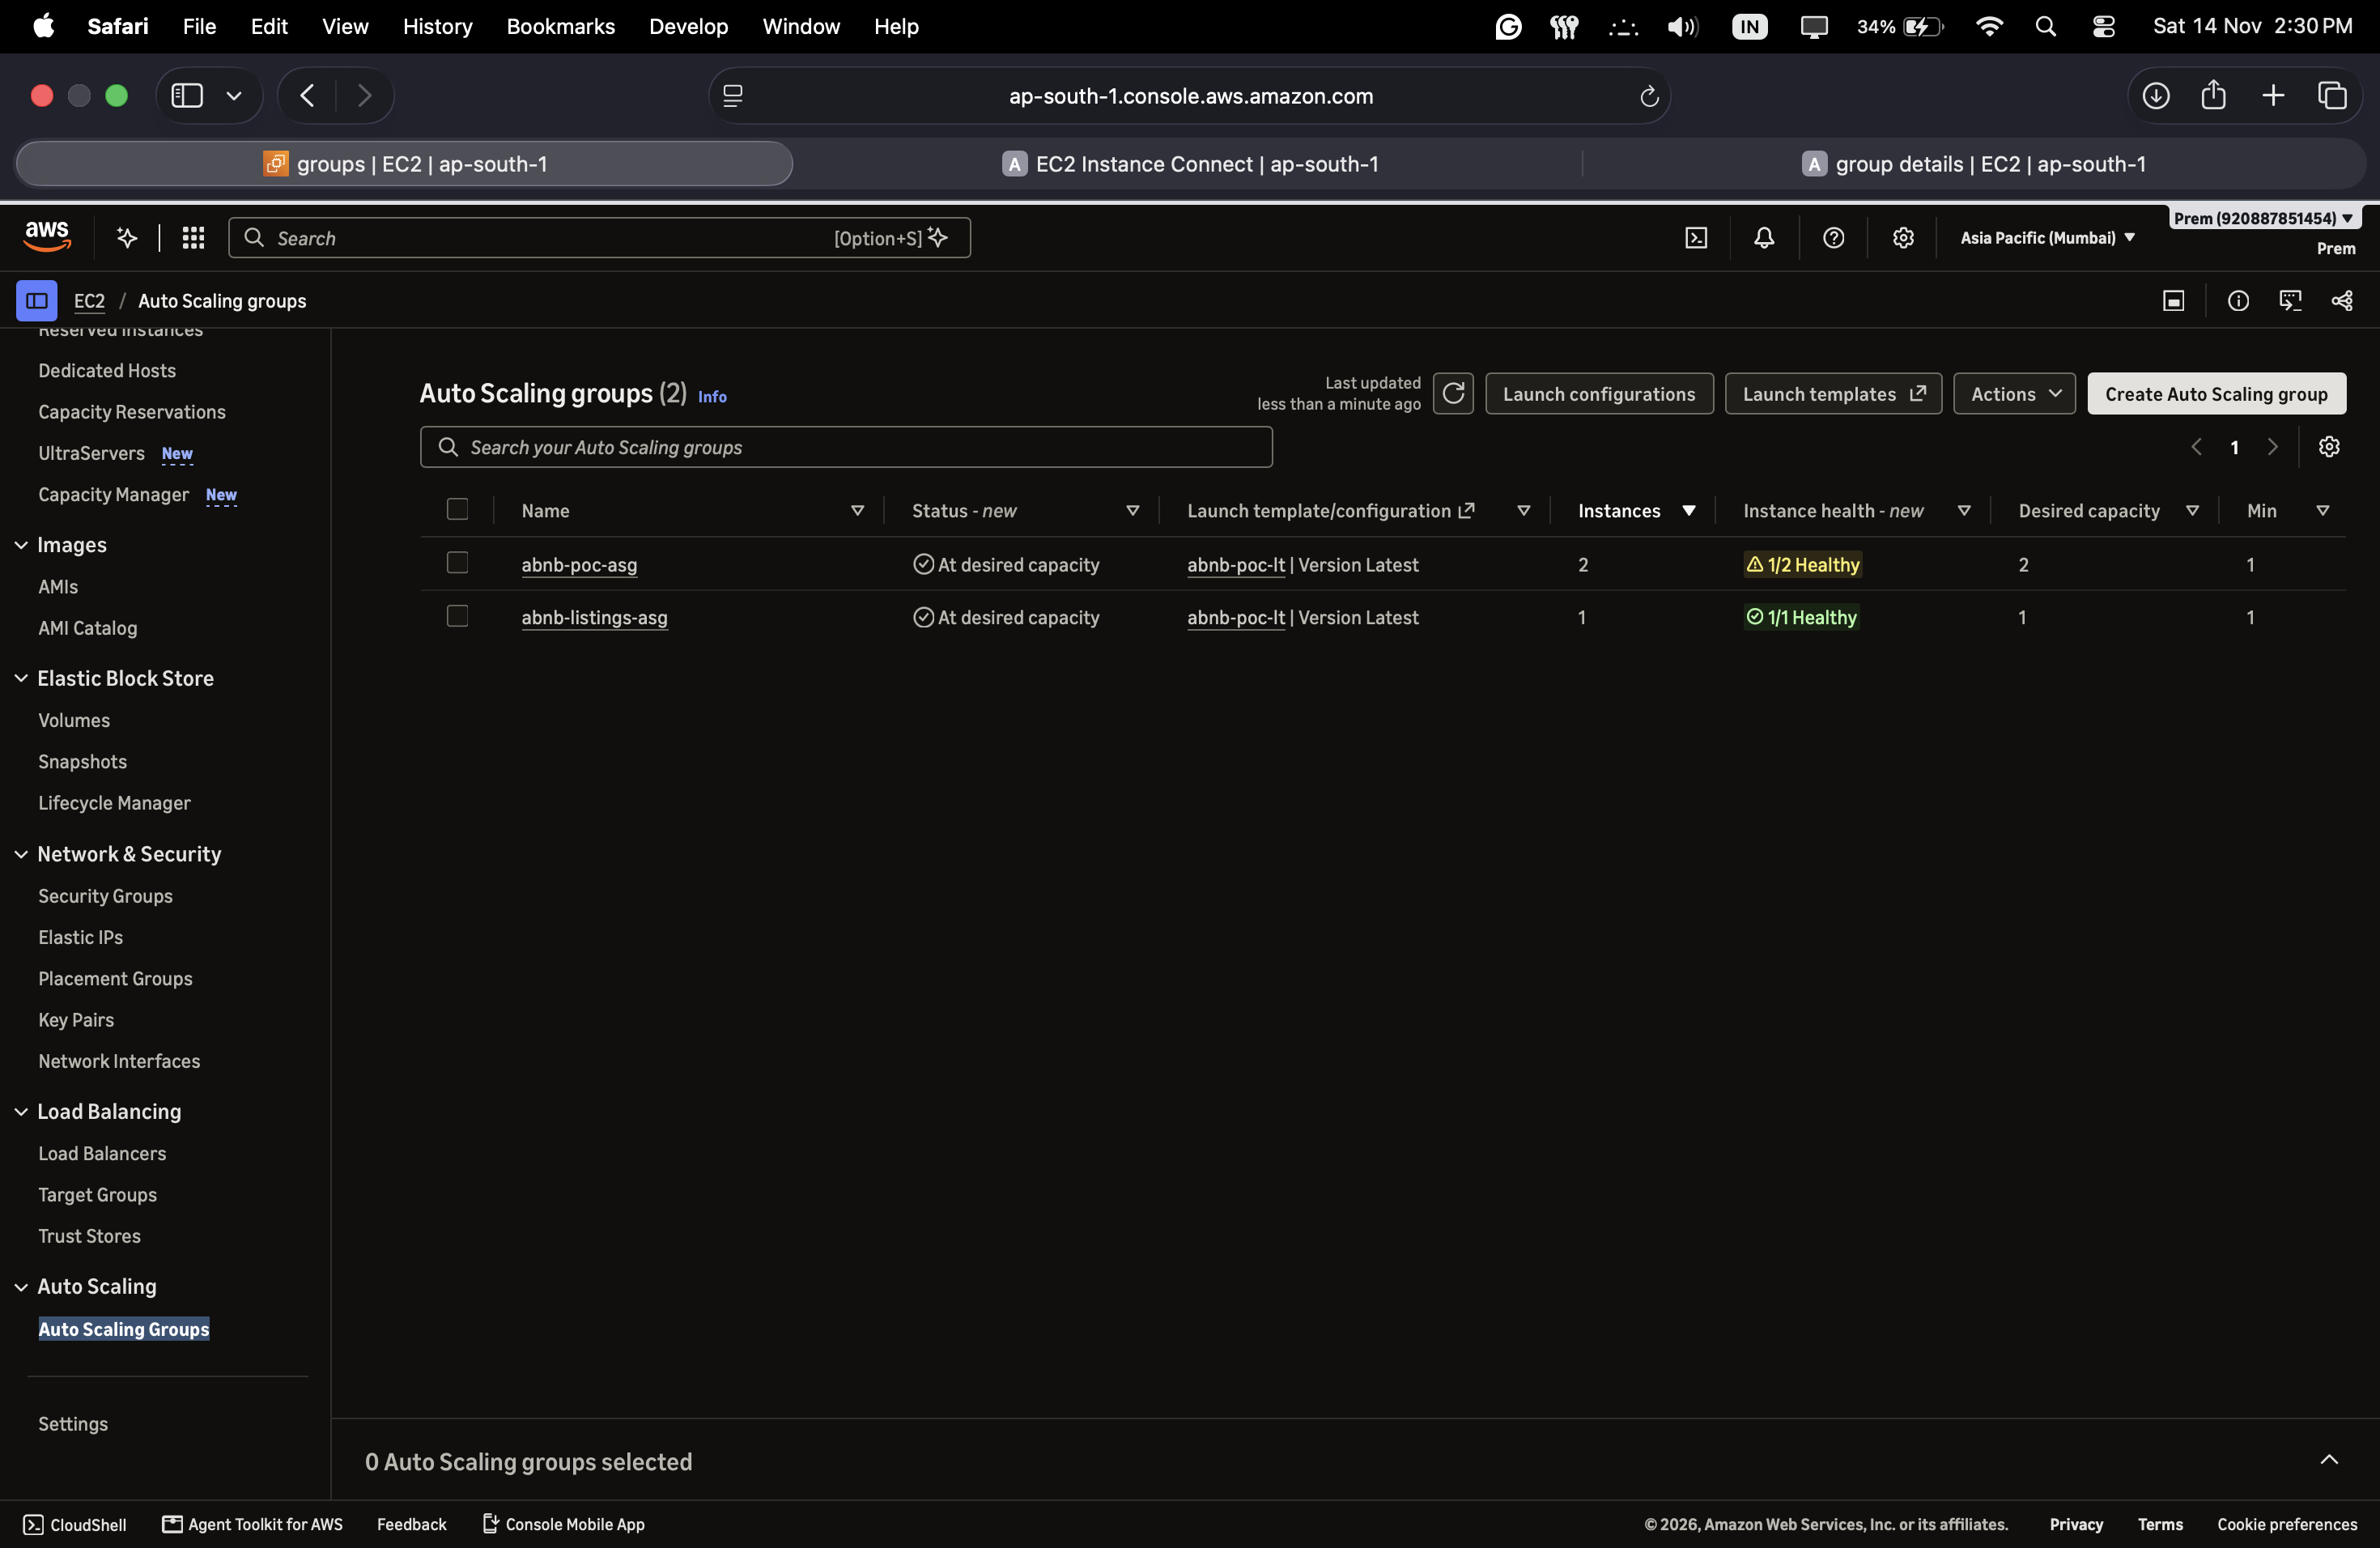 Safari File Edit View History Bookmarks Develop Window Help IN 34% Sat 14 Nov 2:30 PM
ap-south-1.console.aws.amazon.com
groups | EC2 | ap-south-1
A EC2 Instance Connect | ap-south-1
A group details | EC2 | ap-south-1
aws Search [Option+S] Asia Pacific (Mumbai) Prem (920887851454)
Prem
EC2 / Auto Scaling groups
Reserved Instances
Dedicated Hosts
Capacity Reservations
UltraServers New
Capacity Manager New
Images
AMIs
AMI Catalog
Elastic Block Store
Volumes
Snapshots
Lifecycle Manager
Network & Security
Security Groups
Elastic IPs
Placement Groups
Key Pairs
Network Interfaces
Load Balancing
Load Balancers
Target Groups
Trust Stores
Auto Scaling
Auto Scaling Groups
Settings
Auto Scaling groups (2) Info
Last updated
less than a minute ago
Launch configurations
Launch templates
Actions
Create Auto Scaling group
Search your Auto Scaling groups
1
Name Status - new Launch template/configuration Instances Instance health - new Desired capacity Min
abnb-poc-asg At desired capacity abnb-poc-lt | Version Latest 2 1/2 Healthy 2 1
abnb-listings-asg At desired capacity abnb-poc-lt | Version Latest 1 1/1 Healthy 1 1
0 Auto Scaling groups selected
CloudShell Agent Toolkit for AWS Feedback Console Mobile App © 2026, Amazon Web Services, Inc. or its affiliates. Privacy Terms Cookie preferences